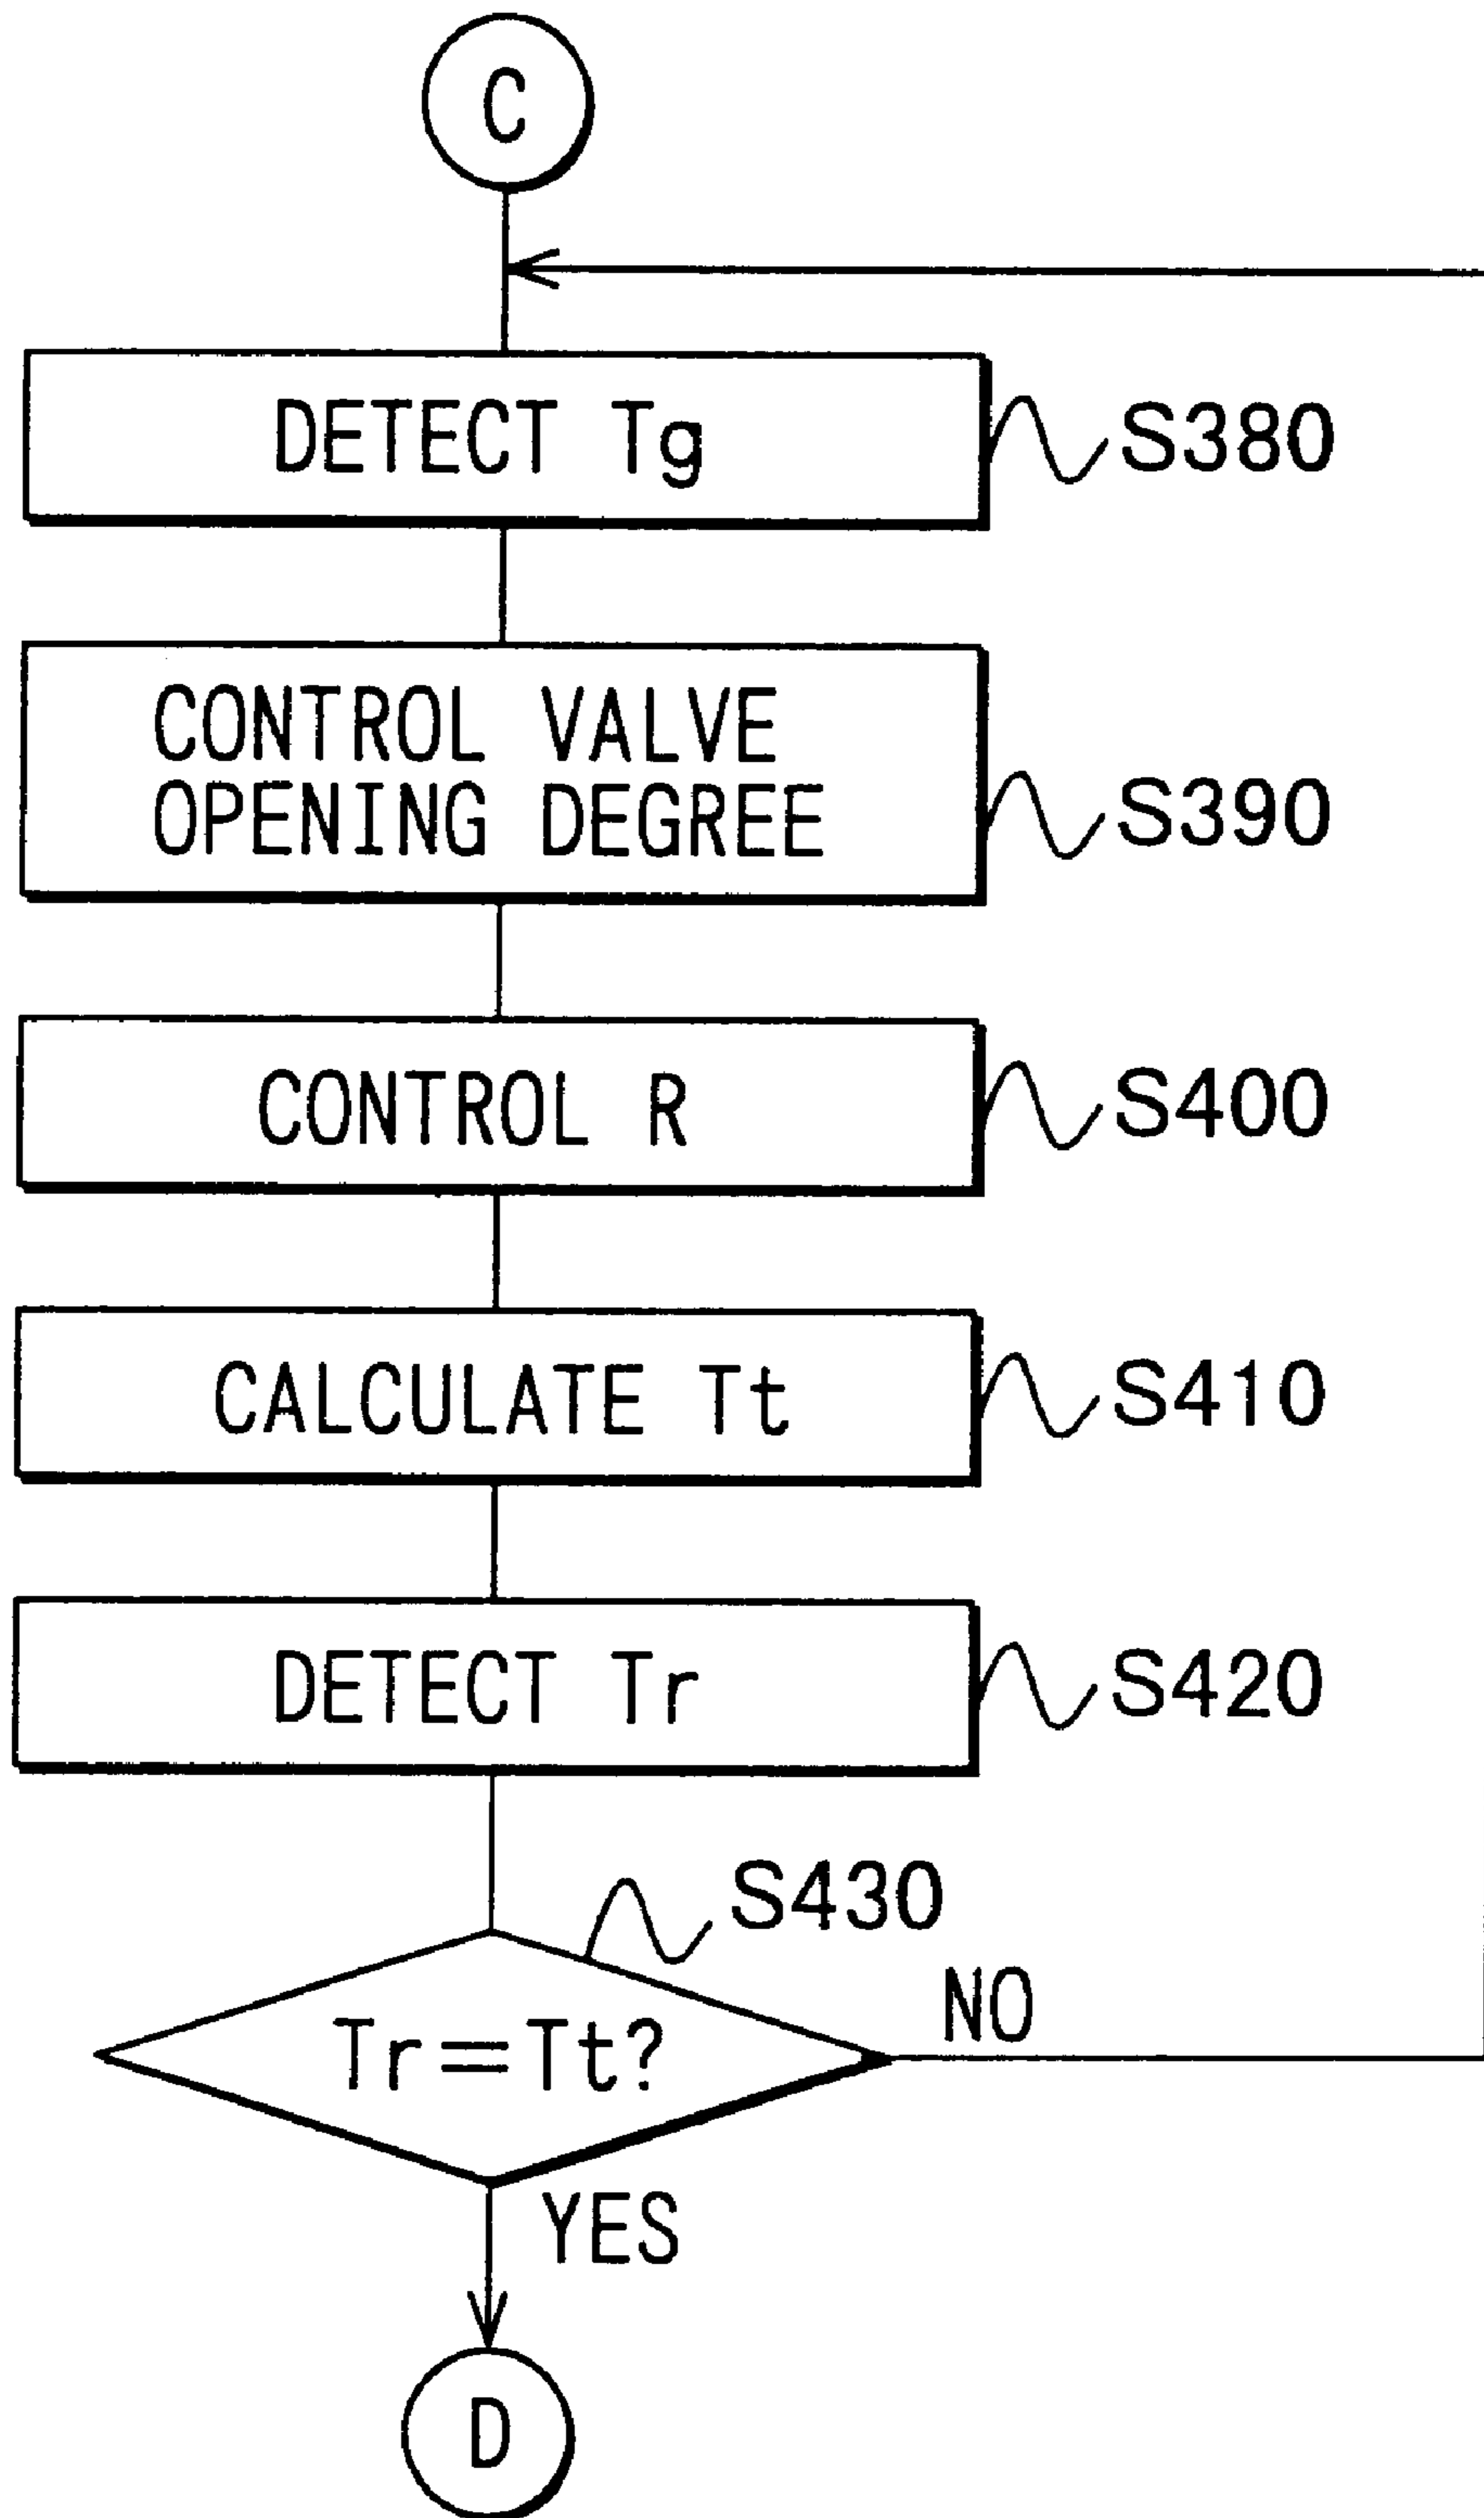 C
DETECT Tg
S380
CONTROL VALVE
OPENING DEGREE
S390
CONTROL R
S400
CALCULATE Tt
S410
DETECT Tr
S420
S430
Tr=Tt?
NO
YES
D